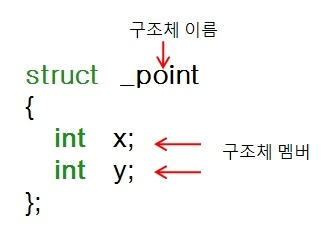 구조체 이름
struct _point
{
int x;
int y;
구조체 멤버
};